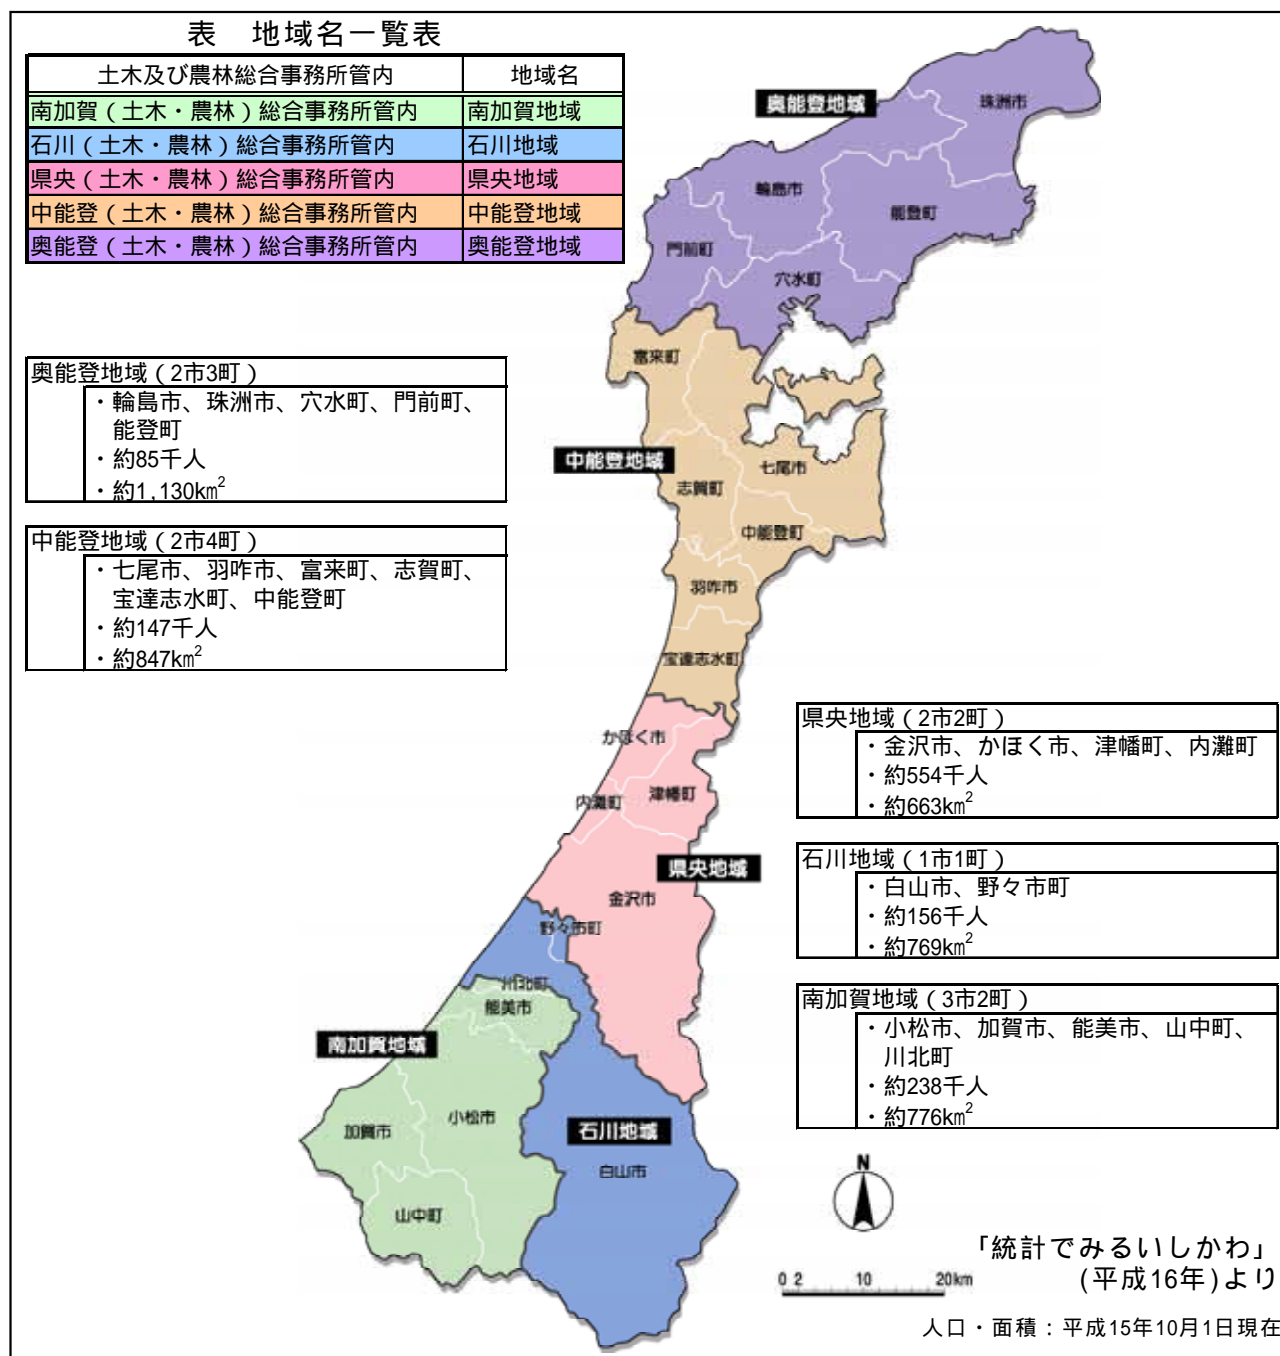 表　地域名一覧表
土木及び農林総合事務所管内 地域名
南加賀（土木・農林）総合事務所管内 南加賀地域
石川（土木・農林）総合事務所管内 石川地域
県央（土木・農林）総合事務所管内 県央地域
中能登（土木・農林）総合事務所管内 中能登地域
奥能登（土木・農林）総合事務所管内 奥能登地域
奥能登地域
珠洲市
輪島市
能登町
門前町
穴水町
奥能登地域（2市3町）
・輪島市、珠洲市、穴水町、門前町、
能登町
・約85千人
・約1,130km²
富来町
中能登地域
七尾市
志賀町
中能登町
羽咋市
宝達志水町
中能登地域（2市4町）
・七尾市、羽咋市、富来町、志賀町、
宝達志水町、中能登町
・約147千人
・約847km²
かほく市
内灘町
津幡町
県央地域
金沢市
県央地域（2市2町）
・金沢市、かほく市、津幡町、内灘町
・約554千人
・約663km²
野々市町
川北町
能美市
石川地域（1市1町）
・白山市、野々市町
・約156千人
・約769km²
南加賀地域
小松市
加賀市
山中町
石川地域
白山市
南加賀地域（3市2町）
・小松市、加賀市、能美市、山中町、
川北町
・約238千人
・約776km²
N
0 2 10 20km
「統計でみるいしかわ」
(平成16年)より
人口・面積：平成15年10月1日現在